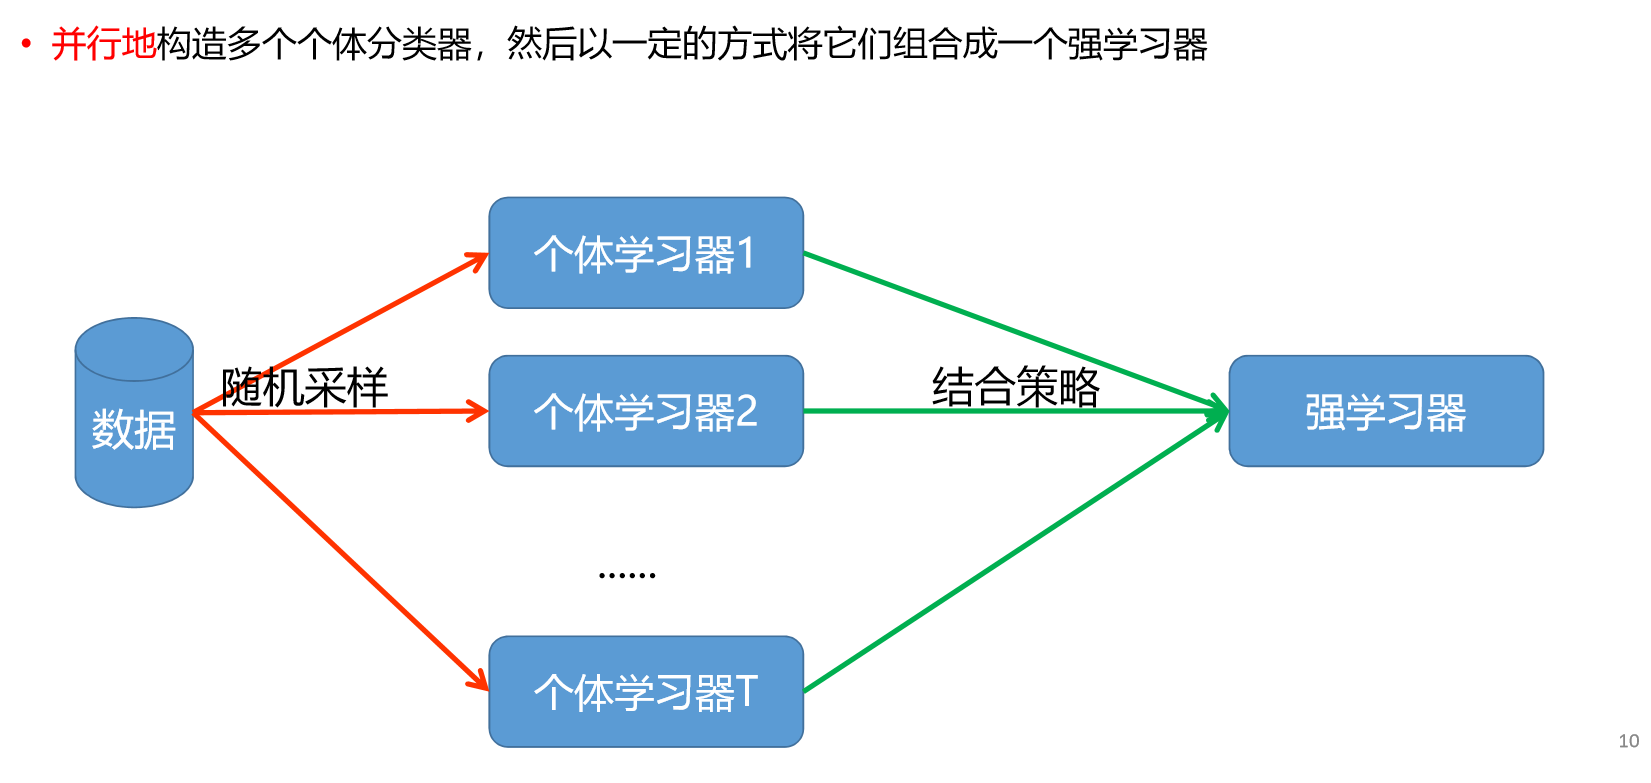 • 并行地构造多个个体分类器，然后以一定的方式将它们组合成一个强学习器
个体学习器1
随机采样
结合策略
数据
个体学习器2
强学习器
......
个体学习器T
10